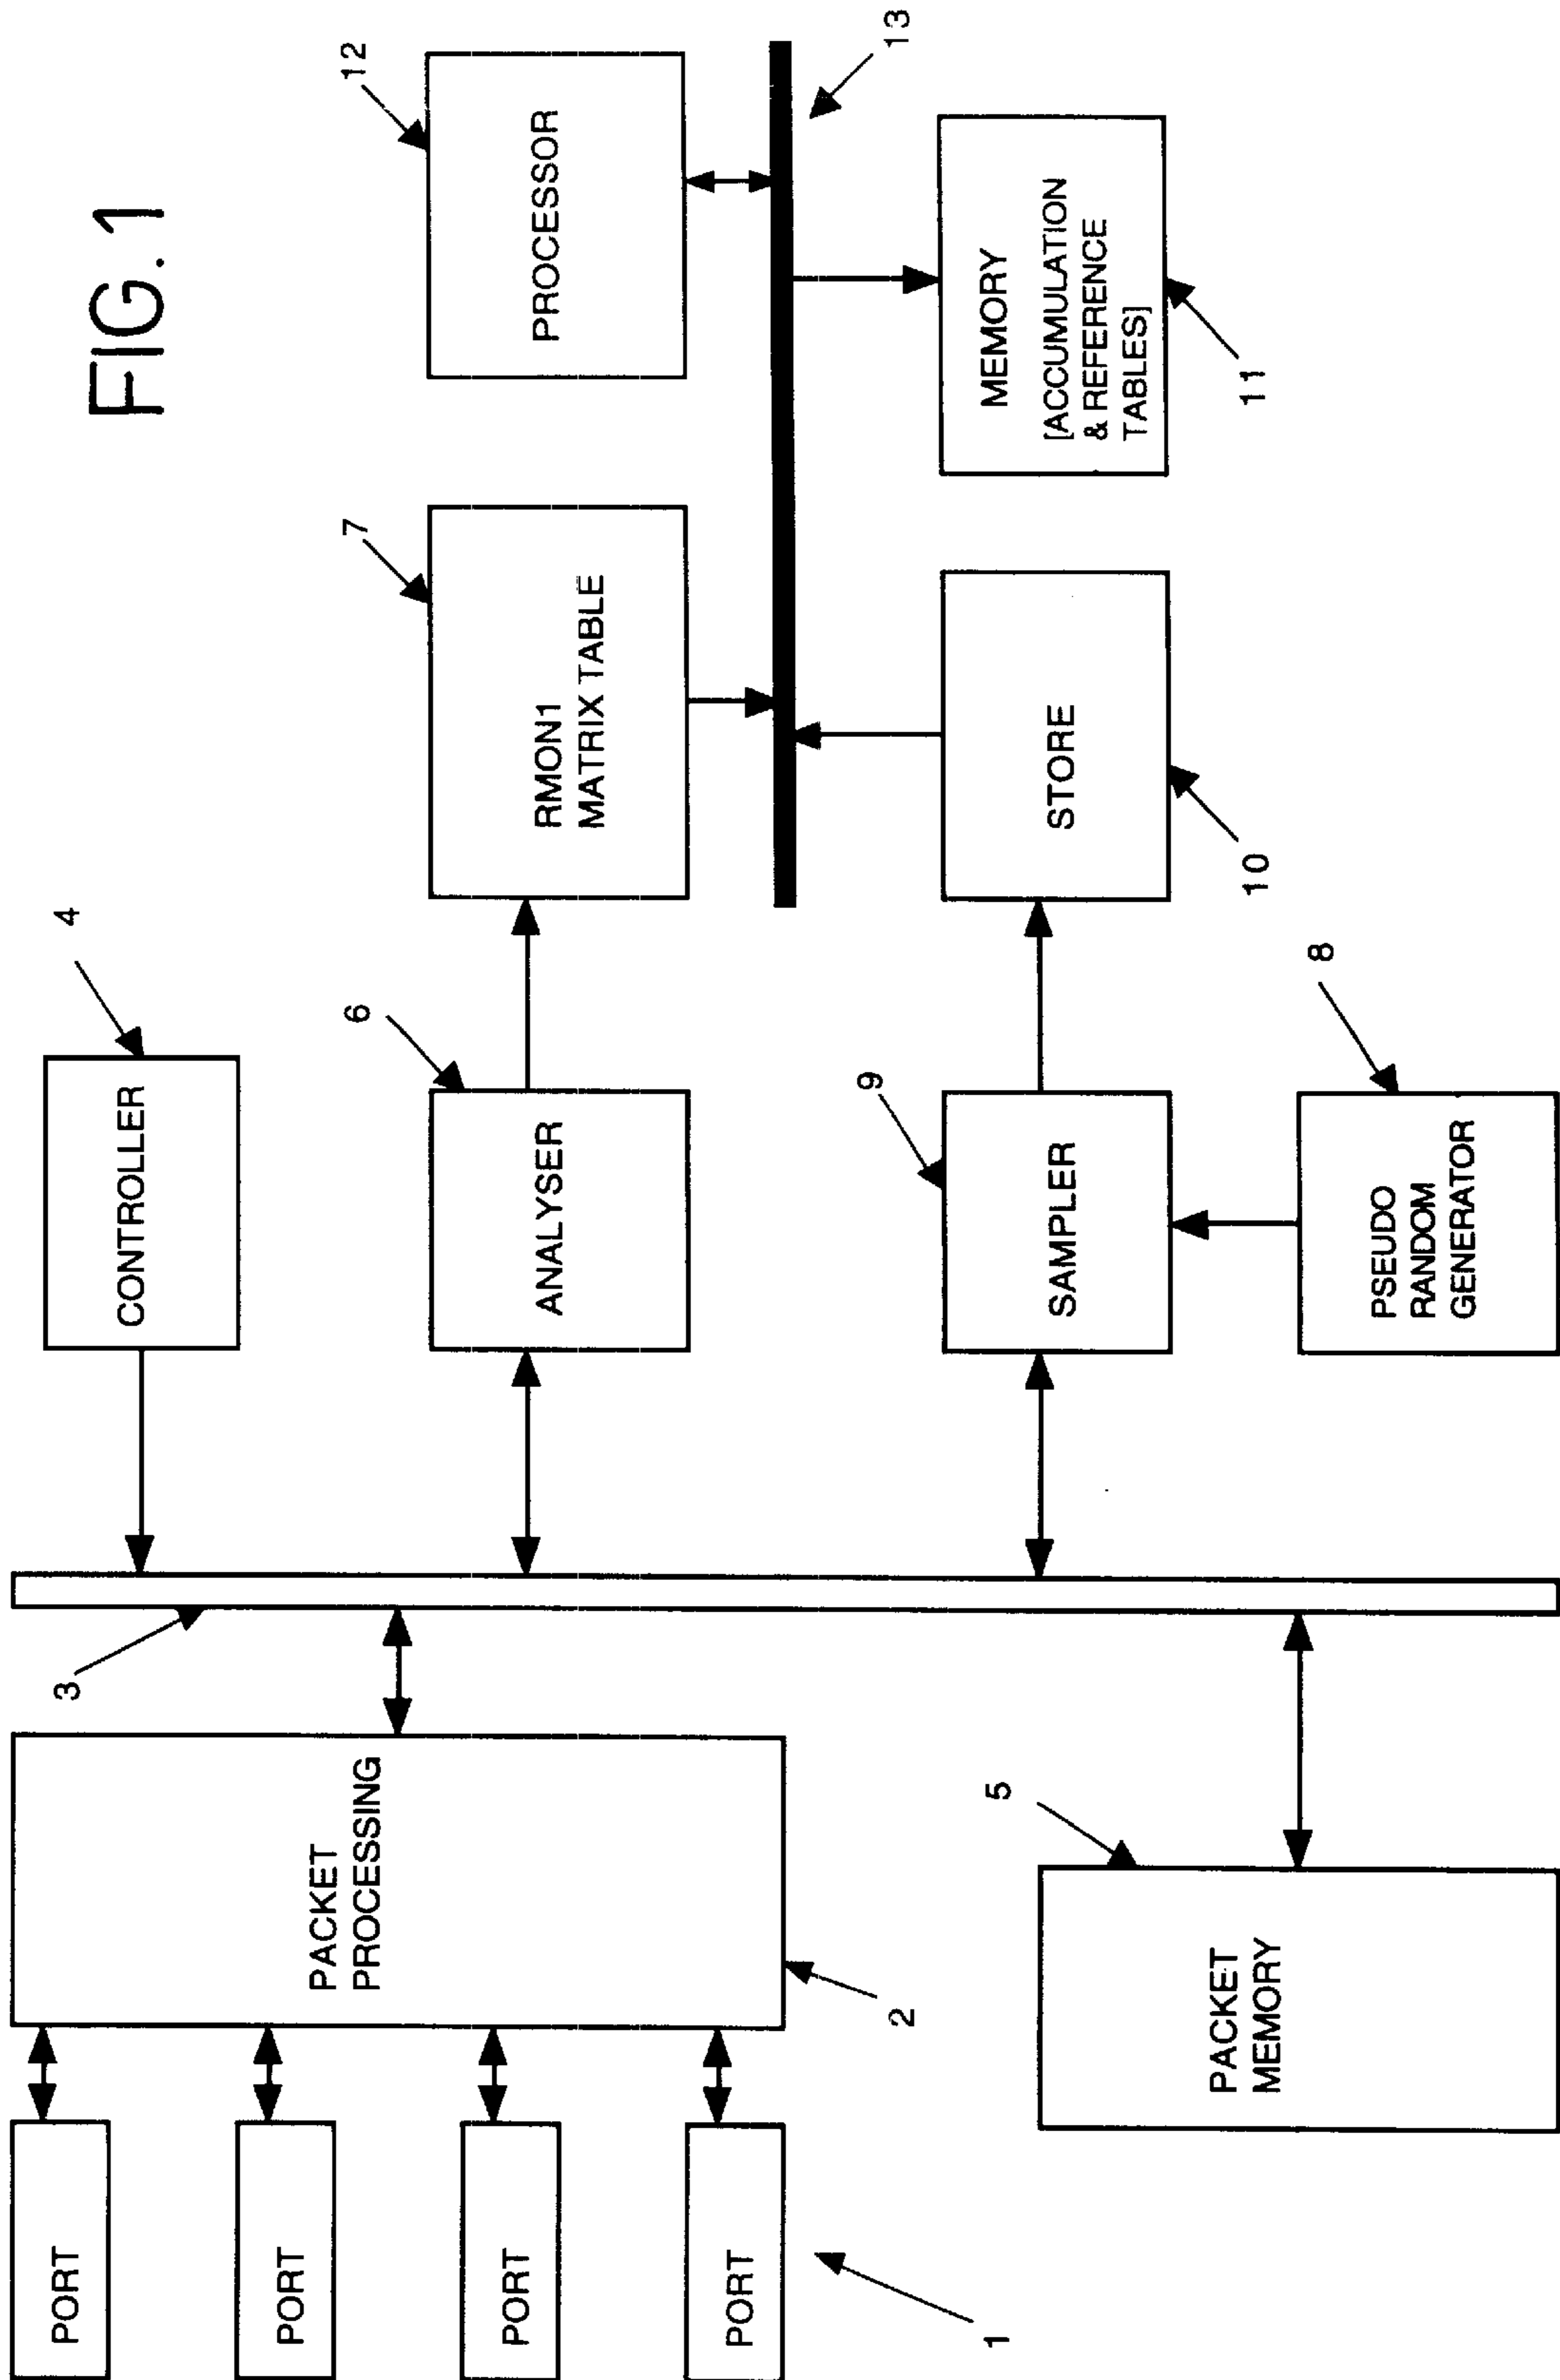 FIG. 1
PORT
PORT
PORT
PORT
1
PACKET
PROCESSING
2
3
CONTROLLER
4
PACKET
MEMORY
5
ANALYSER
6
RMON1
MATRIX TABLE
7
PSEUDO
RANDOM
GENERATOR
8
SAMPLER
9
STORE
10
MEMORY
[ACCUMULATION
& REFERENCE
TABLES]
11
PROCESSOR
12
13